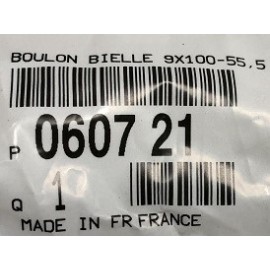 BOULON BIELLE 9X100-55,5
P 0607 21
Q 1
MADE IN FR FRANCE